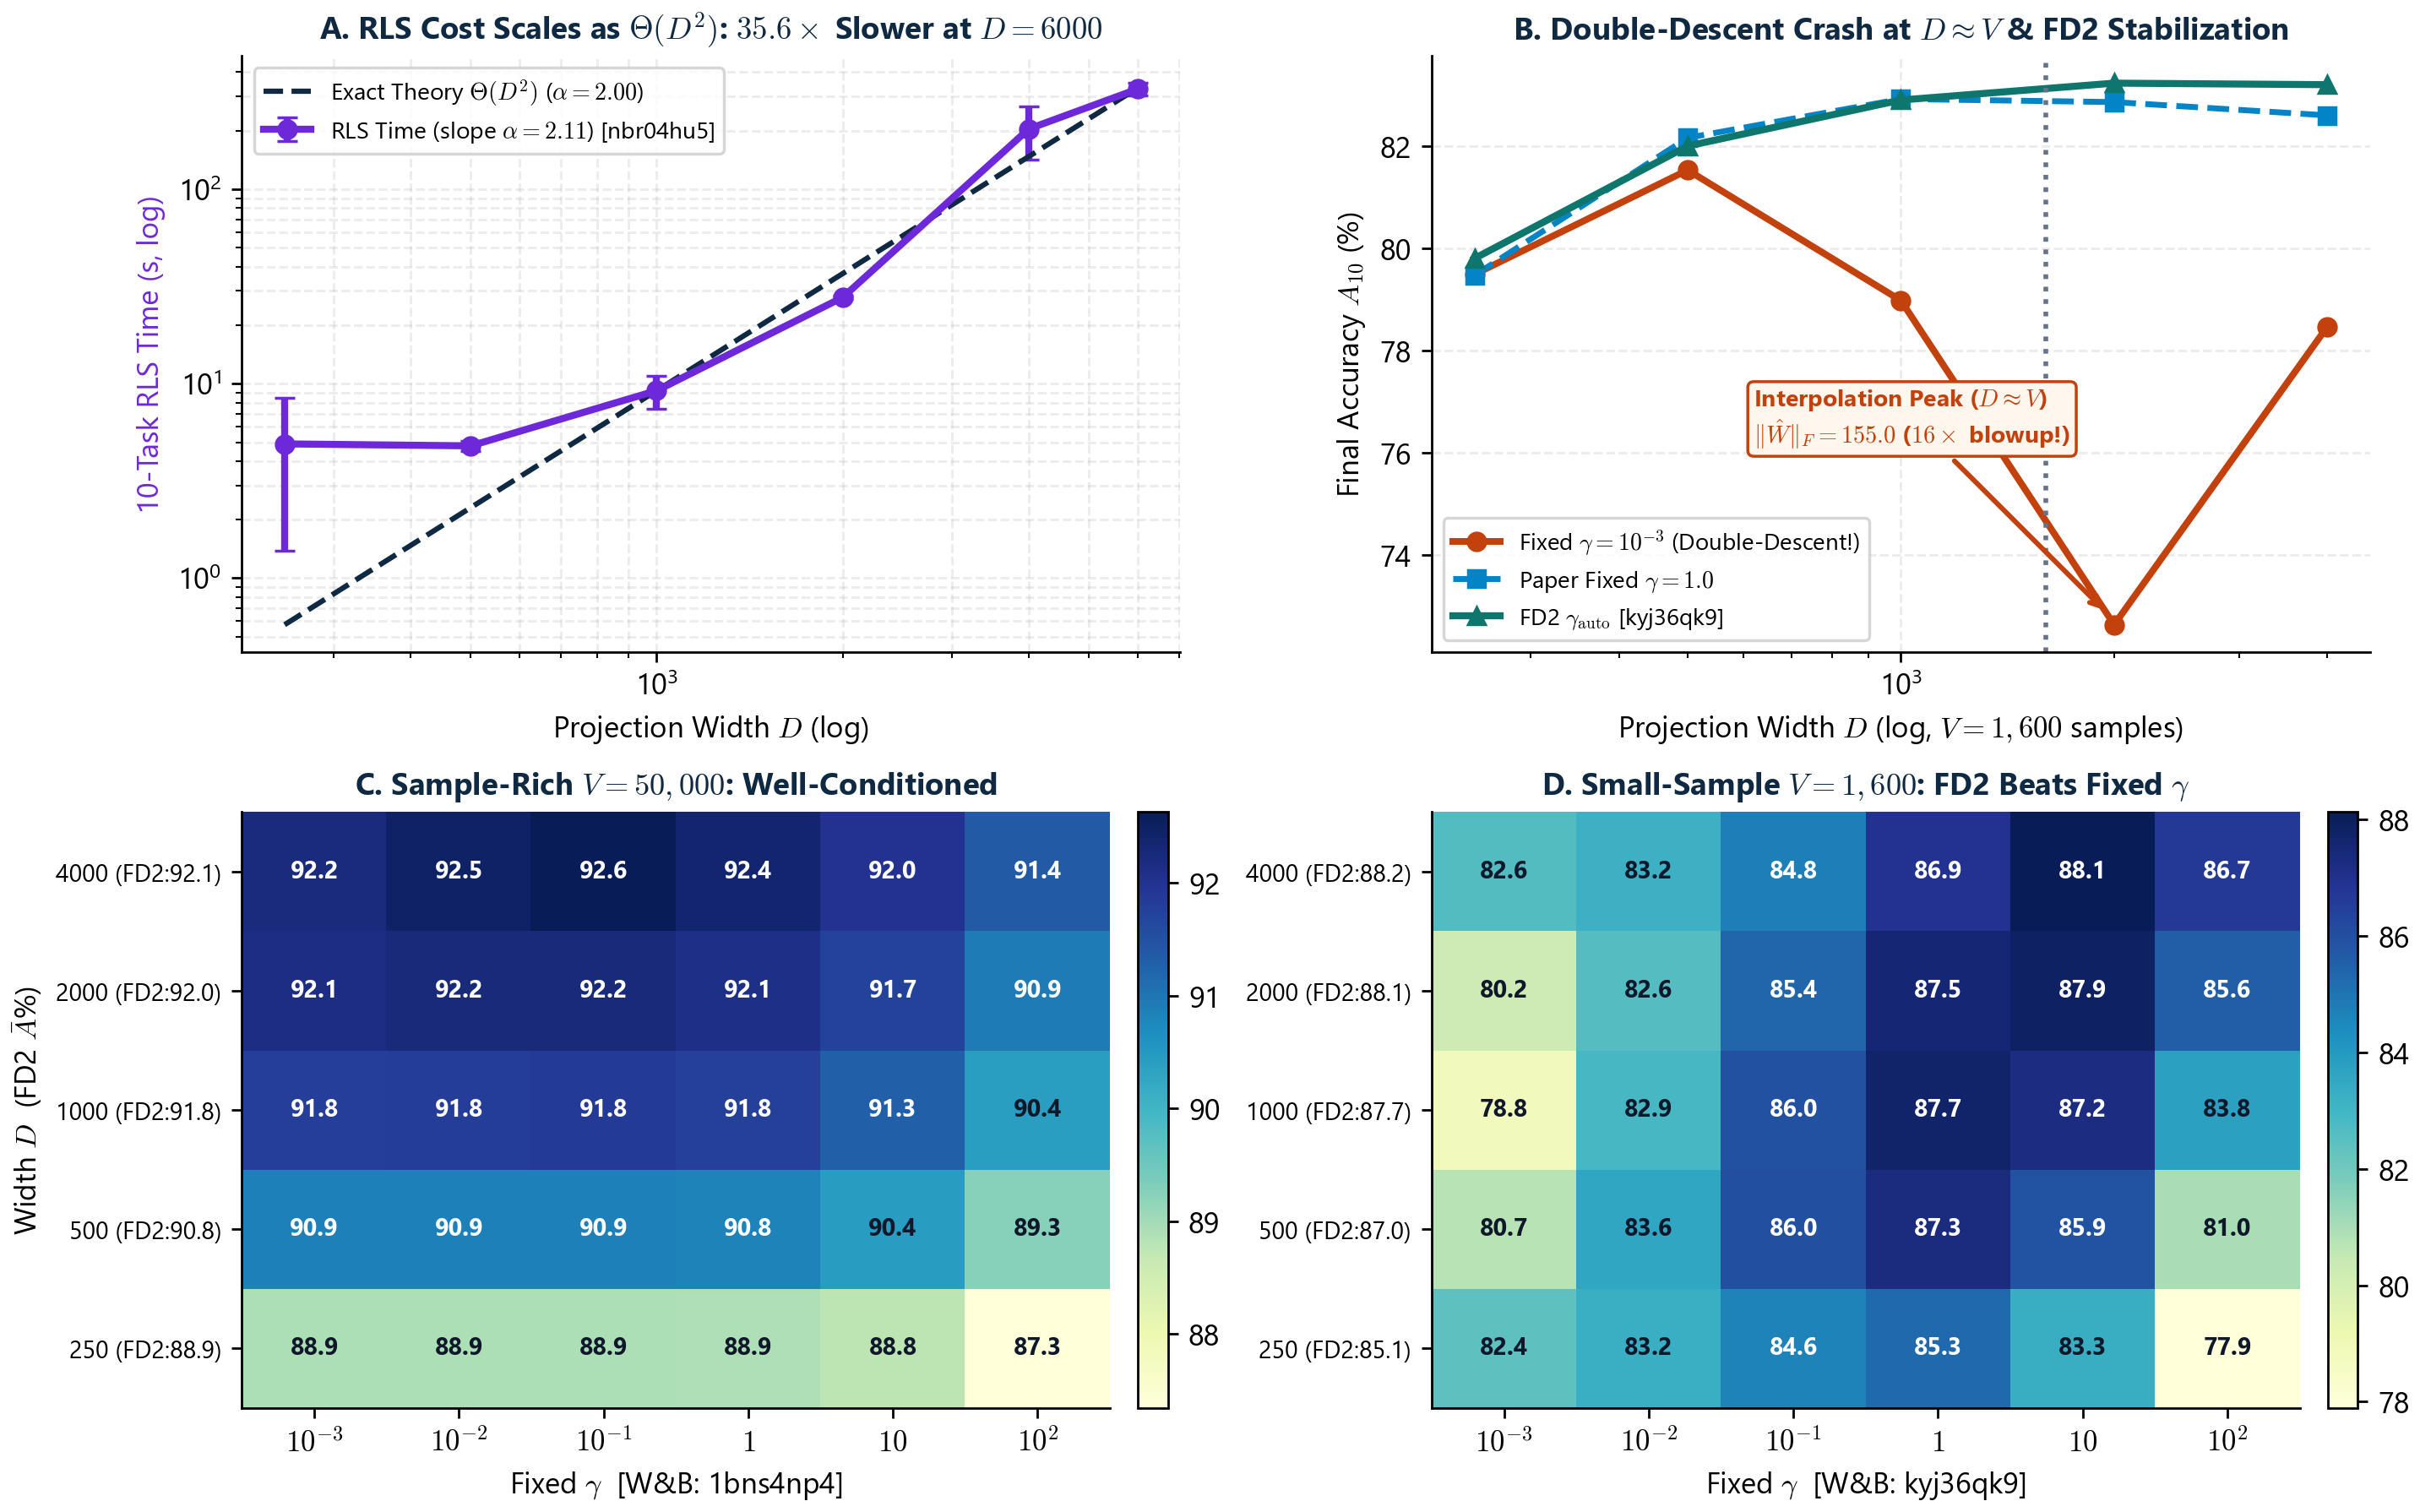 A. RLS Cost Scales as Θ(D²): 35.6× Slower at D = 6000
Exact Theory Θ(D²) (α = 2.00)
RLS Time (slope α = 2.11) [nbr04hu5]
10-Task RLS Time (s, log)
10²
10¹
10⁰
10³
Projection Width D (log)
B. Double-Descent Crash at D ≈ V & FD2 Stabilization
Final Accuracy A₁₀ (%)
82
80
78
76
74
Interpolation Peak (D ≈ V)
‖Ŵ‖_F = 155.0 (16× blowup!)
Fixed γ = 10⁻³ (Double-Descent!)
Paper Fixed γ = 1.0
FD2 γ_auto [kyj36qk9]
10³
Projection Width D (log, V = 1, 600 samples)
C. Sample-Rich V = 50, 000: Well-Conditioned
Width D (FD2 Ā%)
4000 (FD2:92.1) 92.2 92.5 92.6 92.4 92.0 91.4
2000 (FD2:92.0) 92.1 92.2 92.2 92.1 91.7 90.9
1000 (FD2:91.8) 91.8 91.8 91.8 91.8 91.3 90.4
500 (FD2:90.8) 90.9 90.9 90.9 90.8 90.4 89.3
250 (FD2:88.9) 88.9 88.9 88.9 88.9 88.8 87.3
10⁻³ 10⁻² 10⁻¹ 1 10 10²
Fixed γ [W&B: 1bns4np4]
92
91
90
89
88
D. Small-Sample V = 1, 600: FD2 Beats Fixed γ
4000 (FD2:88.2) 82.6 83.2 84.8 86.9 88.1 86.7
2000 (FD2:88.1) 80.2 82.6 85.4 87.5 87.9 85.6
1000 (FD2:87.7) 78.8 82.9 86.0 87.7 87.2 83.8
500 (FD2:87.0) 80.7 83.6 86.0 87.3 85.9 81.0
250 (FD2:85.1) 82.4 83.2 84.6 85.3 83.3 77.9
10⁻³ 10⁻² 10⁻¹ 1 10 10²
Fixed γ [W&B: kyj36qk9]
88
86
84
82
80
78